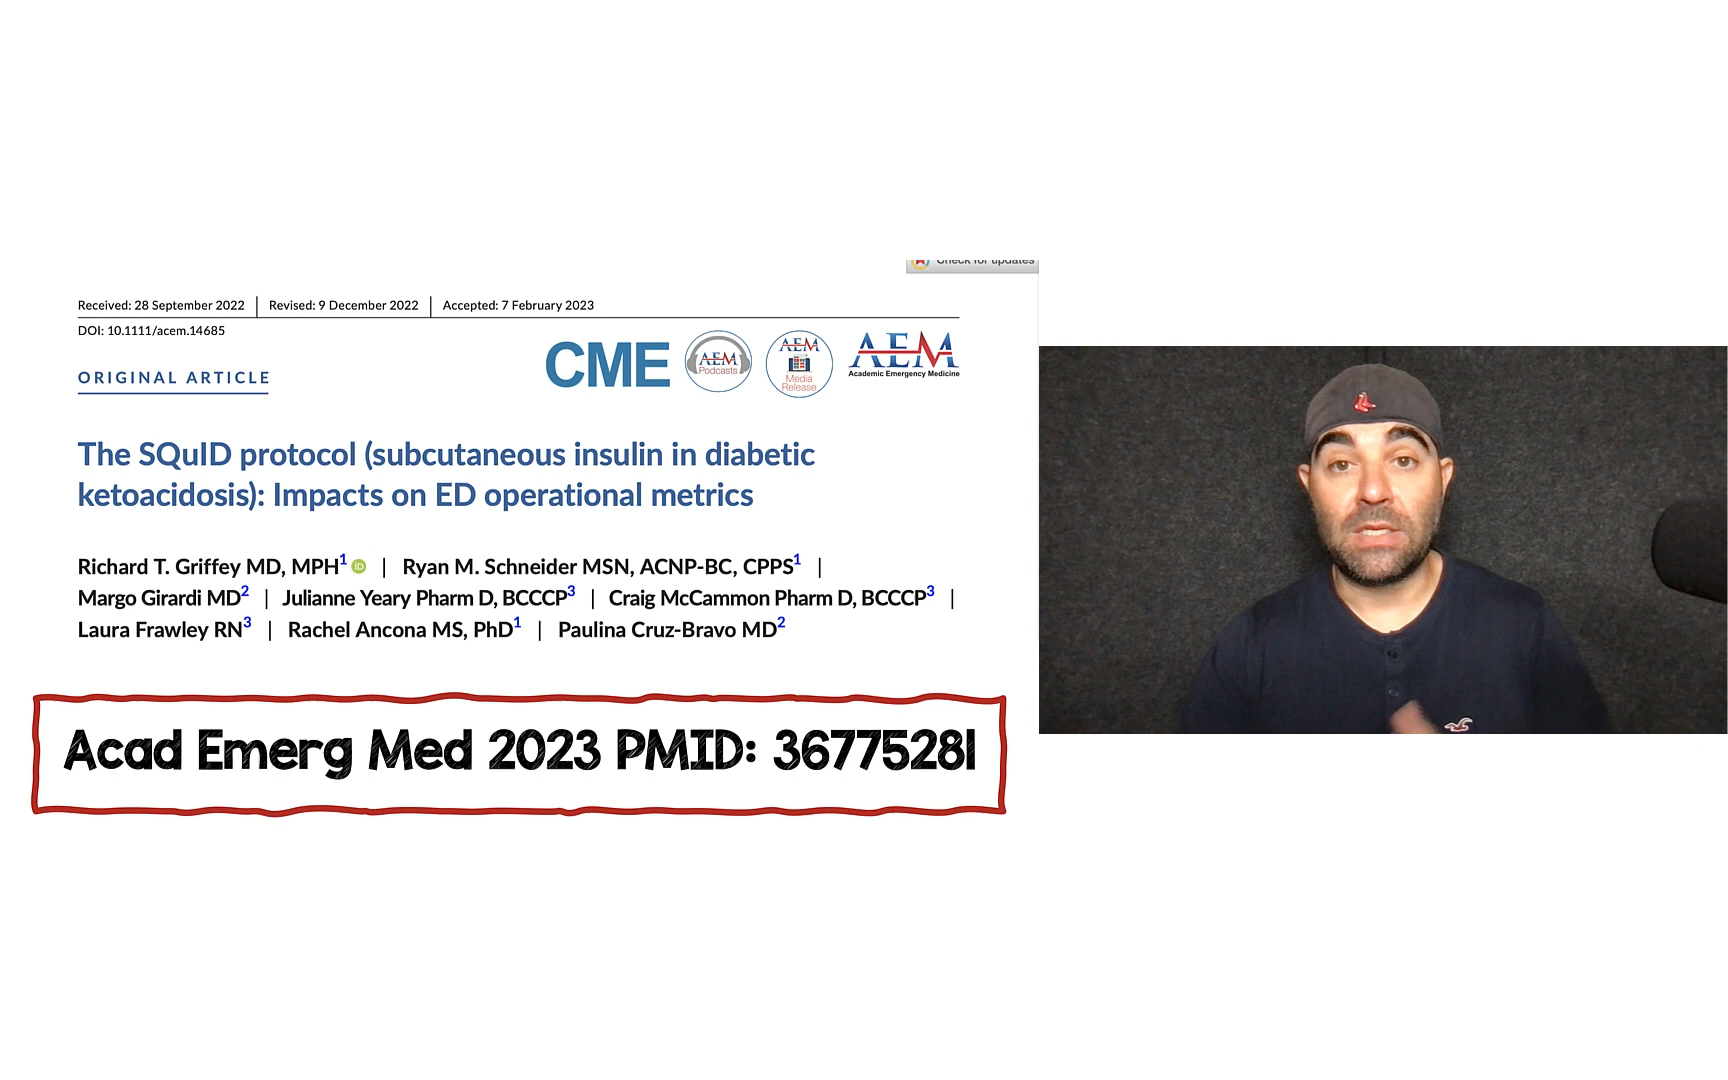 Check for updates
Received: 28 September 2022 | Revised: 9 December 2022 | Accepted: 7 February 2023
DOI: 10.1111/acem.14685
CME
AEM
Podcasts
AEM
Media
Release
AEM
Academic Emergency Medicine
ORIGINAL ARTICLE
The SQuID protocol (subcutaneous insulin in diabetic
ketoacidosis): Impacts on ED operational metrics
Richard T. Griffey MD, MPH1 iD | Ryan M. Schneider MSN, ACNP-BC, CPPS1 |
Margo Girardi MD2 | Julianne Yeary Pharm D, BCCCP3 | Craig McCammon Pharm D, BCCCP3 |
Laura Frawley RN3 | Rachel Ancona MS, PhD1 | Paulina Cruz-Bravo MD2
Acad Emerg Med 2023 PMID: 36775281